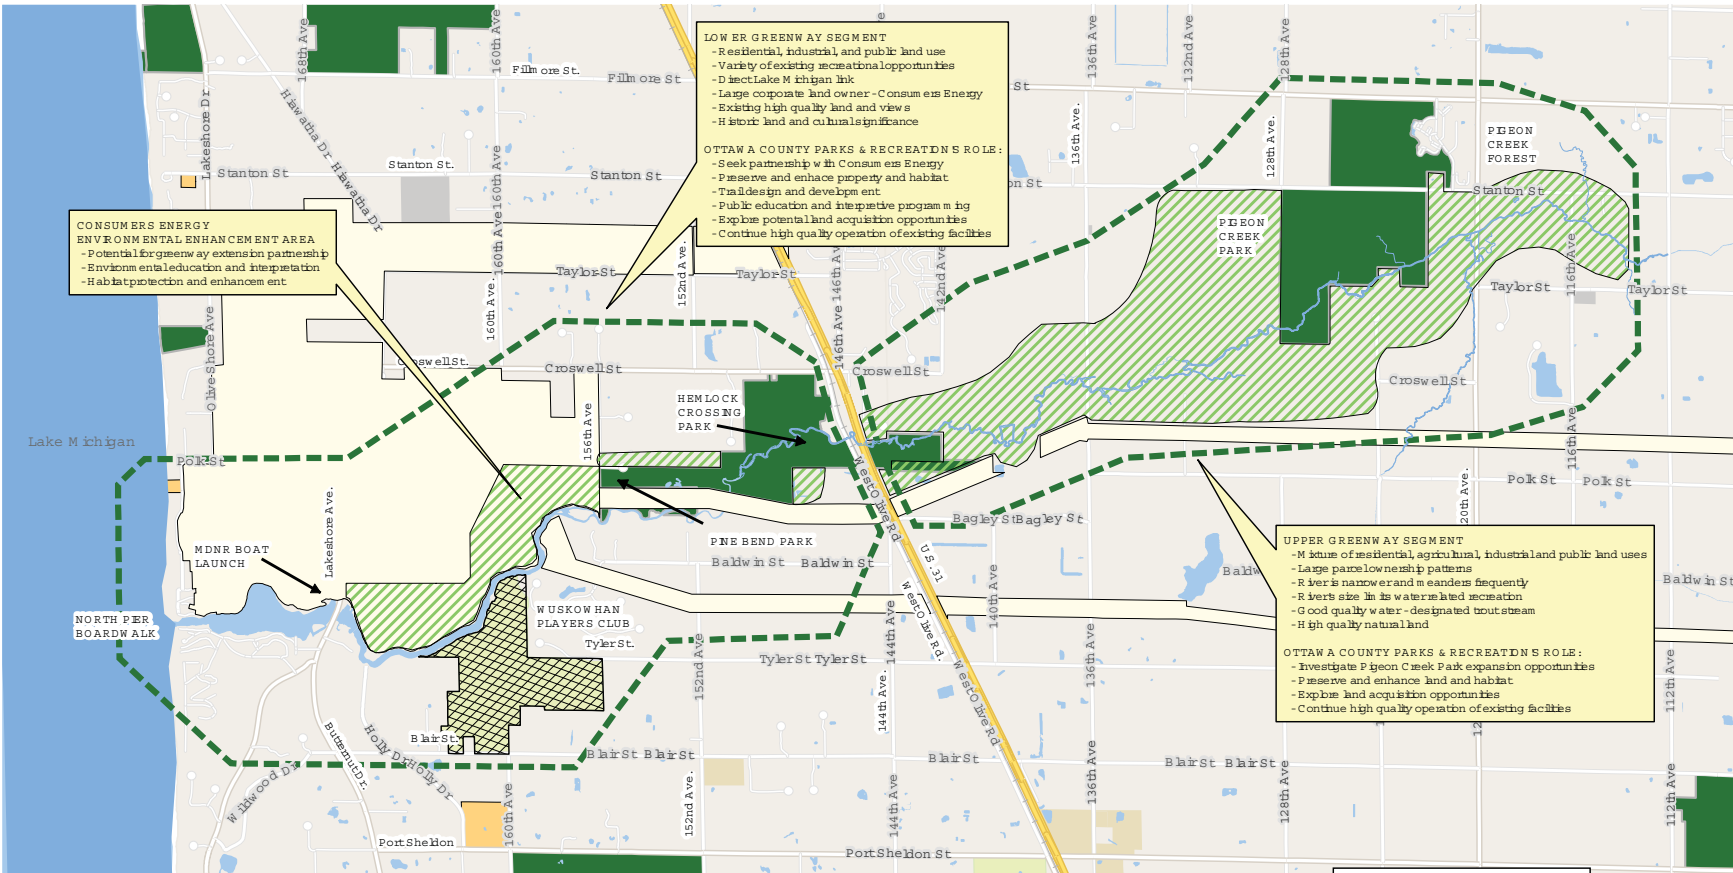 LOWER GREENWAY SEGMENT
- Residential, industrial, and public land use
- Variety of existing recreational opportunities
- Direct Lake Michigan link
- Large corporate land owner - Consumers Energy
- Existing high quality land and views
- Historic land and cultural significance
OTTAWA COUNTY PARKS & RECREATION'S ROLE:
- Seek partnership with Consumers Energy
- Preserve and enhace property and habitat
- Trail design and development
- Public education and interpretive programming
- Explore potental land acquisition opportunities
- Continue high quality operation of existing facilities
CONSUMERS ENERGY
ENVIRONMENTAL ENHANCEMENT AREA
- Potential for greenway extension partnership
- Environmental education and interpretation
- Habitat protection and enhancement
UPPER GREENWAY SEGMENT
- Mixture of residential, agricultural, industrial and public land uses
- Large parcel ownership patterns
- River is narrower and meanders frequently
- River's size limits water related recreation
- Good quality water - designated trout stream
- High quality natural land
OTTAWA COUNTY PARKS & RECREATION'S ROLE:
- Investigate Pigeon Creek Park expansion opportunities
- Preserve and enhance land and habitat
- Explore land acquisition opportunities
- Continue high quality operation of existing facilities
168th Ave
160th Ave
136th Ave
132nd Ave
128th Ave
Fillmore St.
Fillmore St
St
Lakeshore Dr
Hiawatha Dr
Hiawatha Dr
136th Ave.
128th Ave.
PIGEON
CREEK
FOREST
Stanton St
Stanton St.
Stanton St
on St
Stanton St
160th Ave
160th Ave
PIGEON
CREEK
PARK
160th Ave.
152nd Ave.
146th Ave
146th Ave
142nd Ave
116th Ave
Taylor St
Taylor St
Taylor St
Taylor St
Olive-Shore Ave
Croswell St.
Croswell St
Croswell St
Croswell St
HEMLOCK
CROSSING
PARK
156th Ave
116th Ave
Lake Michigan
Polk St
Polk St
Polk St
Lakeshore Ave.
West Olive Rd
20th Ave.
Bagley St
Bagley St
PINE BEND PARK
MDNR BOAT
LAUNCH
Baldwin St
Baldwin St
U.S. 31
Baldw
Baldwin St
NORTH PIER
BOARDWALK
WUSKOWHAN
PLAYERS CLUB
West Olive Rd.
140th Ave
144th Ave
136th Ave
Tyler St.
Tyler St
Tyler St
152nd Ave
144th Ave.
West Olive Rd
112th Ave
Butternut Dr.
Holly Dr
Holly Dr
Blair St.
Blair St
Blair St
Blair St
Blair St
Blair St
Wildwood Dr
160th Ave
152nd Ave.
144th Ave
136th Ave
128th Ave
112th Ave
Port Sheldon
Port Sheldon St